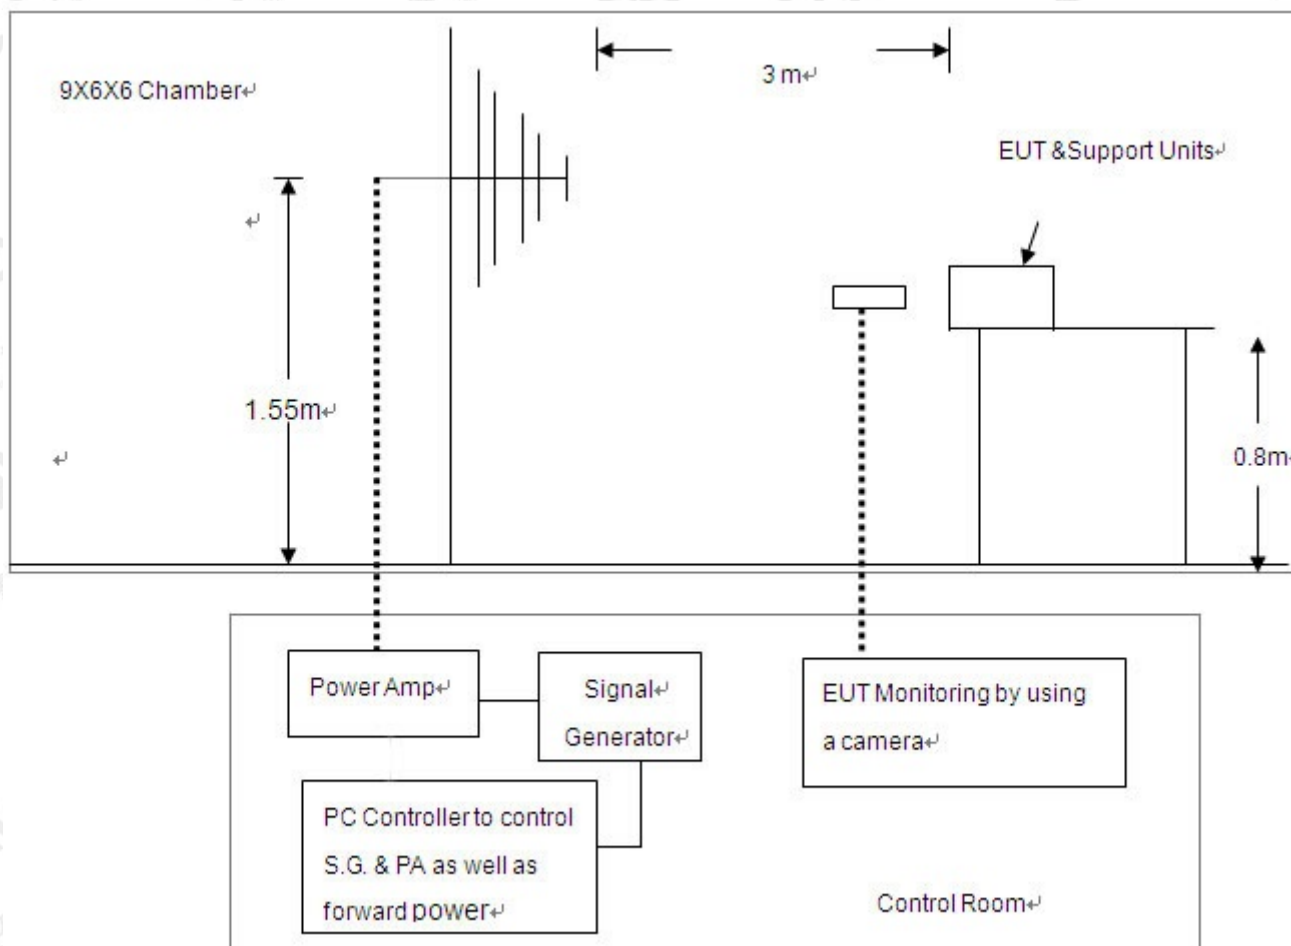 3 m↵
9X6X6 Chamber↵
EUT &Support Units↵
↵
1.55m↵
↵
0.8m
Power Amp↵
Signal↵
Generator↵
EUT Monitoring by using
a camera↵
PC Controller to control
S.G. & PA as well as
forward power↵
Control Room↵